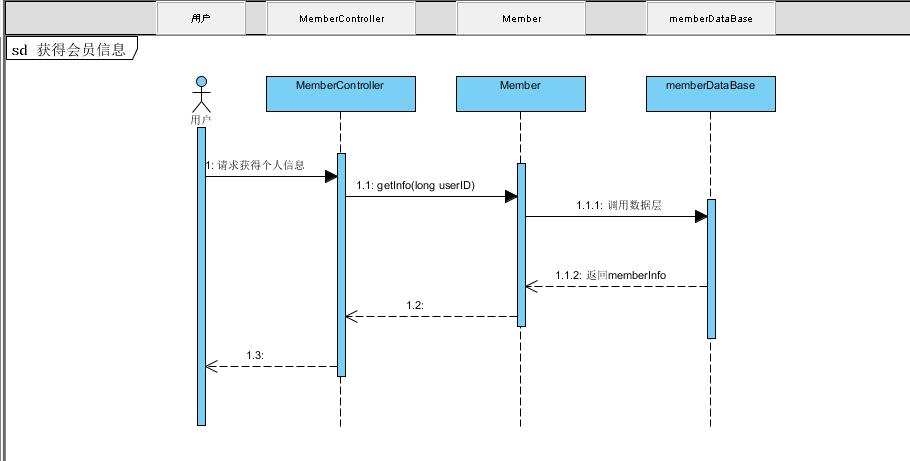 用户
MemberController
Member
memberDataBase
sd 获得会员信息
MemberController
Member
memberDataBase
用户
1: 请求获得个人信息
1.1: getInfo(long userID)
1.1.1: 调用数据层
1.1.2: 返回memberInfo
1.2:
1.3: